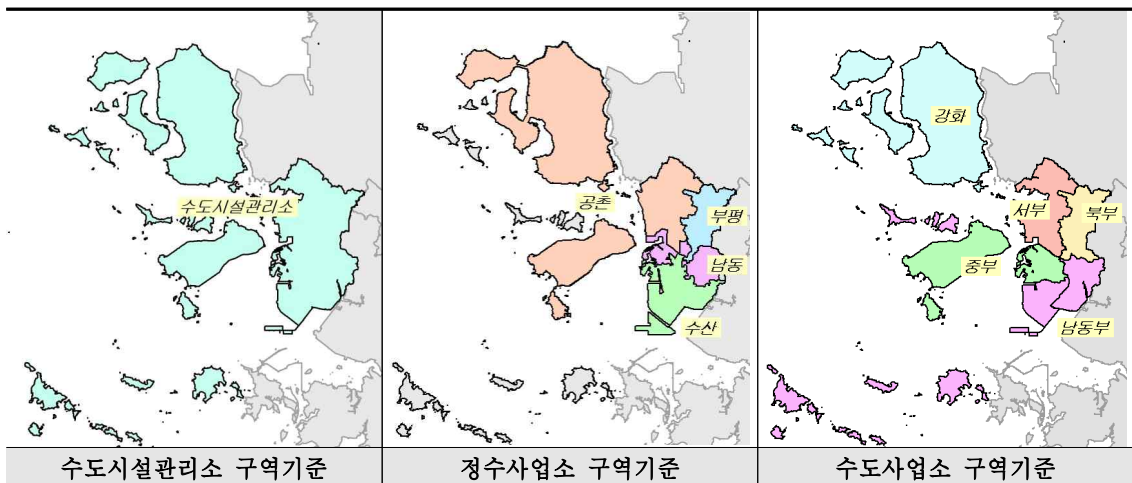 수도시설관리소
공촌
부평
남동
수산
강화
서부
북부
중부
남동부
수도시설관리소 구역기준
정수사업소 구역기준
수도사업소 구역기준